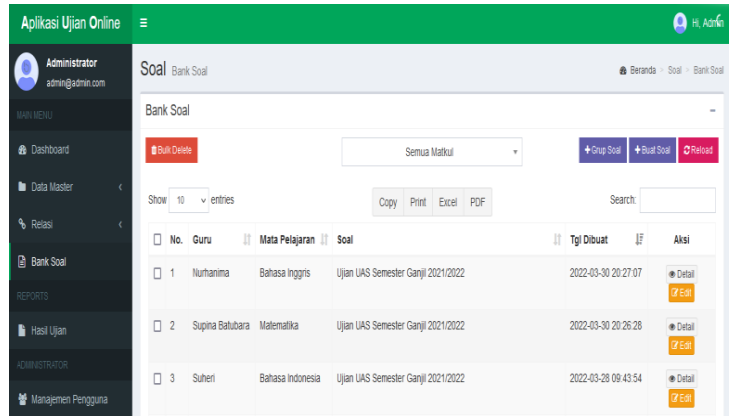 Aplikasi Ujian Online
Hi, Admin
Administrator
admin@admin.com
MAIN MENU
Dashboard
Data Master
Relasi
Bank Soal
REPORTS
Hasil Ujian
ADMINISTRATOR
Manajemen Pengguna
Soal Bank Soal
Beranda > Soal > Bank Soal
Bank Soal
Bulk Delete
Semua Matkul
+Grup Soal
+Buat Soal
Reload
Show 10 entries
Copy Print Excel PDF
Search:
No. Guru Mata Pelajaran Soal Tgl Dibuat Aksi
1 Nurhanima Bahasa Inggris Ujian UAS Semester Ganjil 2021/2022 2022-03-30 20:27:07 Detail
Edit
2 Supina Batubara Matematika Ujian UAS Semester Ganjil 2021/2022 2022-03-30 20:26:28 Detail
Edit
3 Suheri Bahasa Indonesia Ujian UAS Semester Ganjil 2021/2022 2022-03-28 09:43:54 Detail
Edit